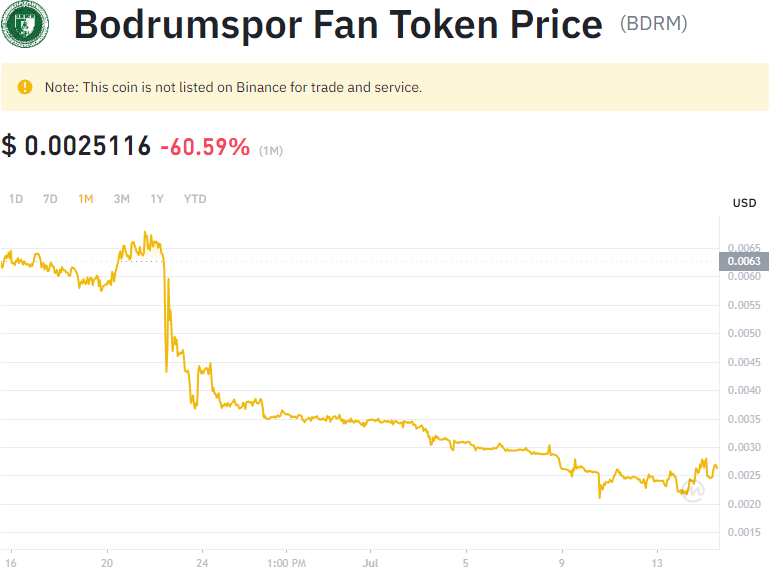 Bodrumspor Fan Token Price (BDRM)
Note: This coin is not listed on Binance for trade and service.
$ 0.0025116 -60.59% (1M)
1D 7D 1M 3M 1Y YTD
USD
0.0065
0.0063
0.0060
0.0055
0.0050
0.0045
0.0040
0.0035
0.0030
0.0025
0.0020
0.0015
16 20 24 1:00 PM Jul 5 9 13